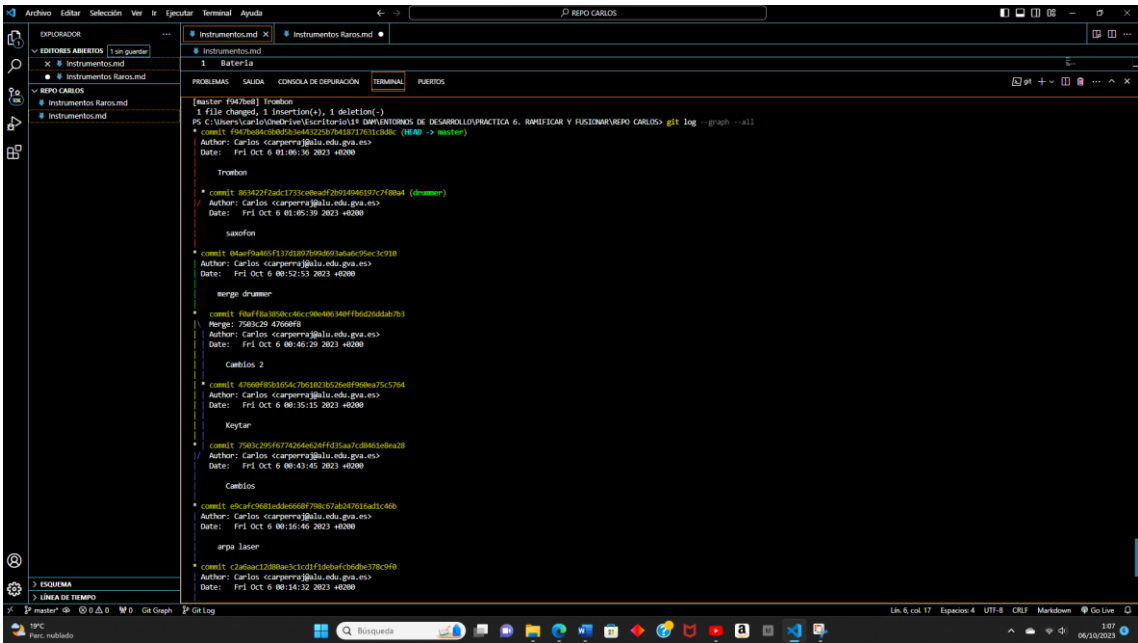 Archivo Editar Selección Ver Ir Ejecutar Terminal Ayuda
REPO CARLOS
EXPLORADOR
EDITORES ABIERTOS 1 sin guardar
Instrumentos.md
Instrumentos Raros.md
REPO CARLOS
Instrumentos Raros.md
Instrumentos.md
Instrumentos.md
Instrumentos Raros.md
Instrumentos.md
1 Bateria
PROBLEMAS SALIDA CONSOLA DE DEPURACIÓN TERMINAL PUERTOS
git
[master f947be8] Trombon
1 file changed, 1 insertion(+), 1 deletion(-)
PS C:\Users\carlo\OneDrive\Escritorio\1º DAM\ENTORNOS DE DESARROLLO\PRACTICA 6. RAMIFICAR Y FUSIONAR\REPO CARLOS> git log --graph --all
* commit f947be84c6b0d5b3e443225b7b418717631c8d8c (HEAD -> master)
| Author: Carlos <carperraj@alu.edu.gva.es>
| Date: Fri Oct 6 01:06:36 2023 +0200
|
| Trombon
|
| * commit 863422f2adc1733ce0eadf2b914946197c7f80a4 (drummer)
|/ Author: Carlos <carperraj@alu.edu.gva.es>
| Date: Fri Oct 6 01:05:39 2023 +0200
|
| saxofon
|
* commit 04aef9a465f137d1897b99d693a6a6c95ec3c910
| Author: Carlos <carperraj@alu.edu.gva.es>
| Date: Fri Oct 6 00:52:53 2023 +0200
|
| merge drummer
|
* commit f0aff8a3850cc46cc90e406340ffb6d26ddab7b3
|\ Merge: 7503c29 47660f8
| | Author: Carlos <carperraj@alu.edu.gva.es>
| | Date: Fri Oct 6 00:46:29 2023 +0200
| |
| | Cambios 2
| |
| * commit 47660f85b1654c7b61023b526e8f960ea75c5764
| | Author: Carlos <carperraj@alu.edu.gva.es>
| | Date: Fri Oct 6 00:35:15 2023 +0200
| |
| | Keytar
| |
* | commit 7503c295f6774264e624ffd35aa7cd8461e8ea28
|/ Author: Carlos <carperraj@alu.edu.gva.es>
| Date: Fri Oct 6 00:43:45 2023 +0200
|
| Cambios
|
* commit e9cafc9681edde6668f798c67ab247616ad1c46b
| Author: Carlos <carperraj@alu.edu.gva.es>
| Date: Fri Oct 6 00:16:46 2023 +0200
|
| arpa laser
|
* commit c2a6aac12d80ae3c1cd1f1debafcb6dbe378c9f0
| Author: Carlos <carperraj@alu.edu.gva.es>
| Date: Fri Oct 6 00:14:32 2023 +0200
ESQUEMA
LÍNEA DE TIEMPO
master* 0 0 0 Git Graph Git Log
Lín. 6, col. 17 Espacios: 4 UTF-8 CRLF Markdown Go Live
19°C
Parc. nublado
Búsqueda
1:07
06/10/2023